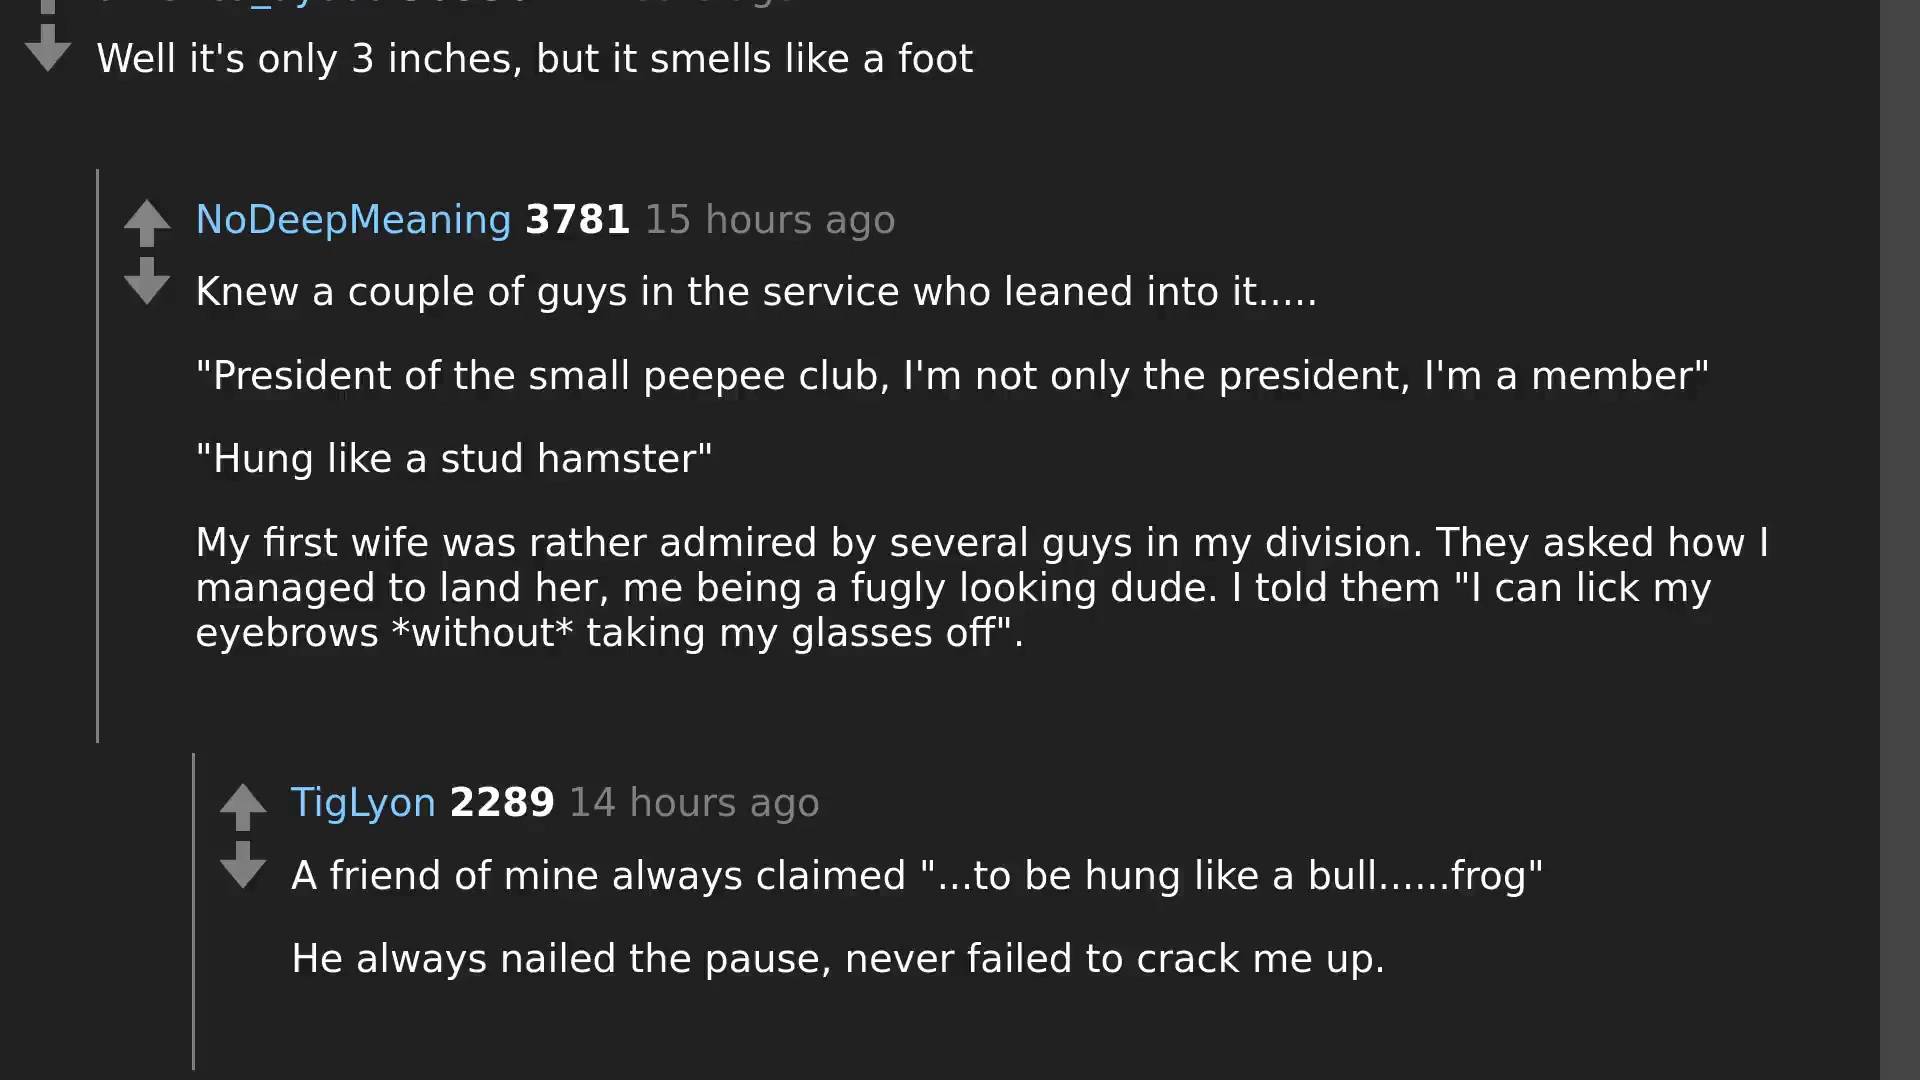 Well it's only 3 inches, but it smells like a foot
NoDeepMeaning 3781 15 hours ago
Knew a couple of guys in the service who leaned into it.....
"President of the small peepee club, I'm not only the president, I'm a member"
"Hung like a stud hamster"
My first wife was rather admired by several guys in my division. They asked how I
managed to land her, me being a fugly looking dude. I told them "I can lick my
eyebrows *without* taking my glasses off".
TigLyon 2289 14 hours ago
A friend of mine always claimed "...to be hung like a bull......frog"
He always nailed the pause, never failed to crack me up.